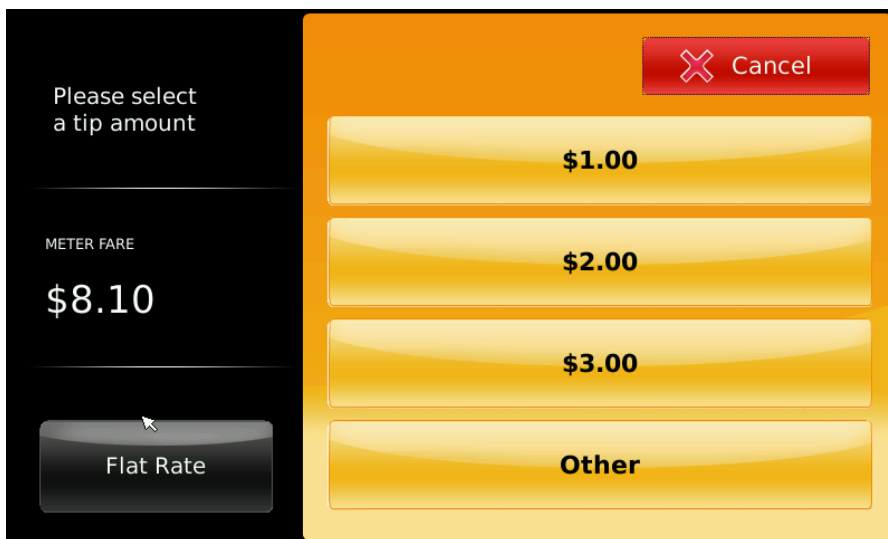 Please select
a tip amount
METER FARE
$8.10
Flat Rate
Cancel
$1.00
$2.00
$3.00
Other